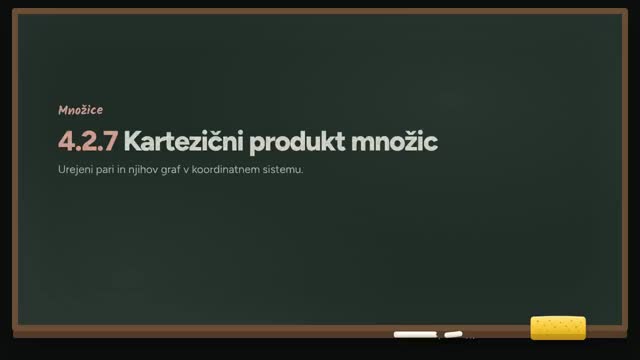 Množice
4.2.7 Kartezični produkt množic
Urejeni pari in njihov graf v koordinatnem sistemu.